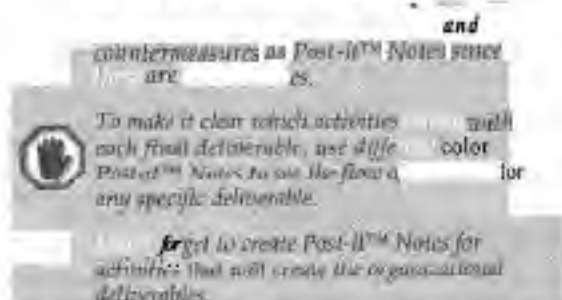 and
countermeasures as Post-it™ Notes since
are es.
To make it clear which activities with
each final deliverable, use diffe color
Post-it™ Notes to see the flow for
any specific deliverable.
forget to create Post-it™ Notes for
activities that will create the organizational
deliverables.